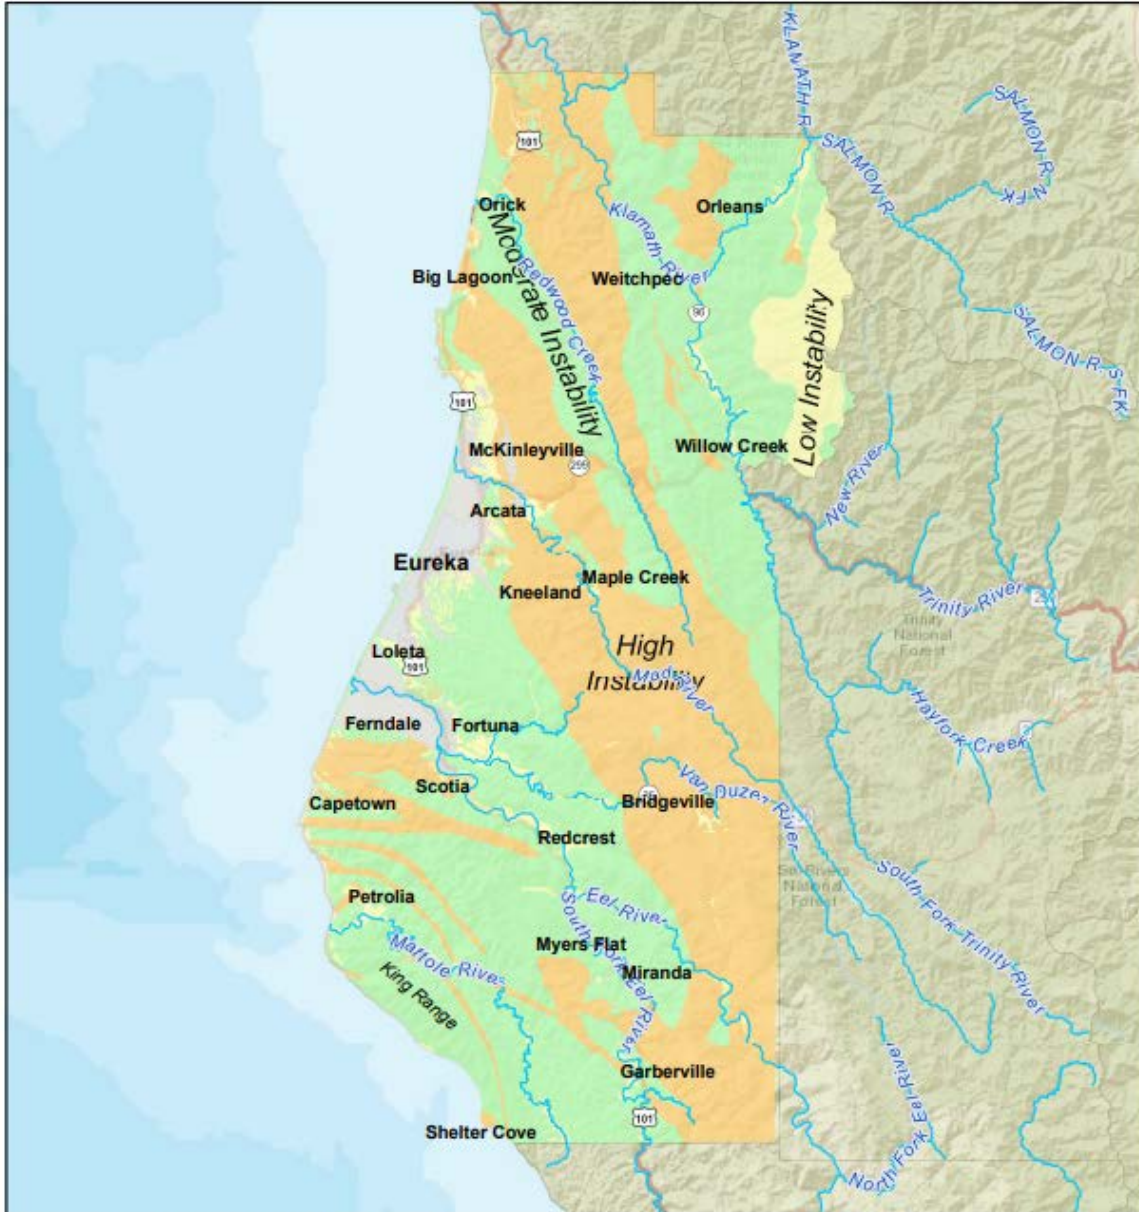 KLANATH R.
SALMON R. N FK
SALMON R.
101
Orick
Orleans
Klamath River
Redwood Creek
Moderate Instability
Big Lagoon
Weitchpec
96
Low Instability
SALMON R. S FK
101
McKinleyville
299
Willow Creek
New River
Arcata
Eureka
Kneeland
Maple Creek
Trinity River
Trinity
National
Forest
High
Instability
Mad River
Loleta
101
Ferndale
Fortuna
Hayfork Creek
Scotia
Capetown
Bridgeville
Van Duzen River
Redcrest
National
Forest
South Fork Trinity River
Petrolia
Eel River
South Fork Eel River
Myers Flat
Miranda
Mattole River
King Range
Garberville
101
Shelter Cove
North Fork Eel River